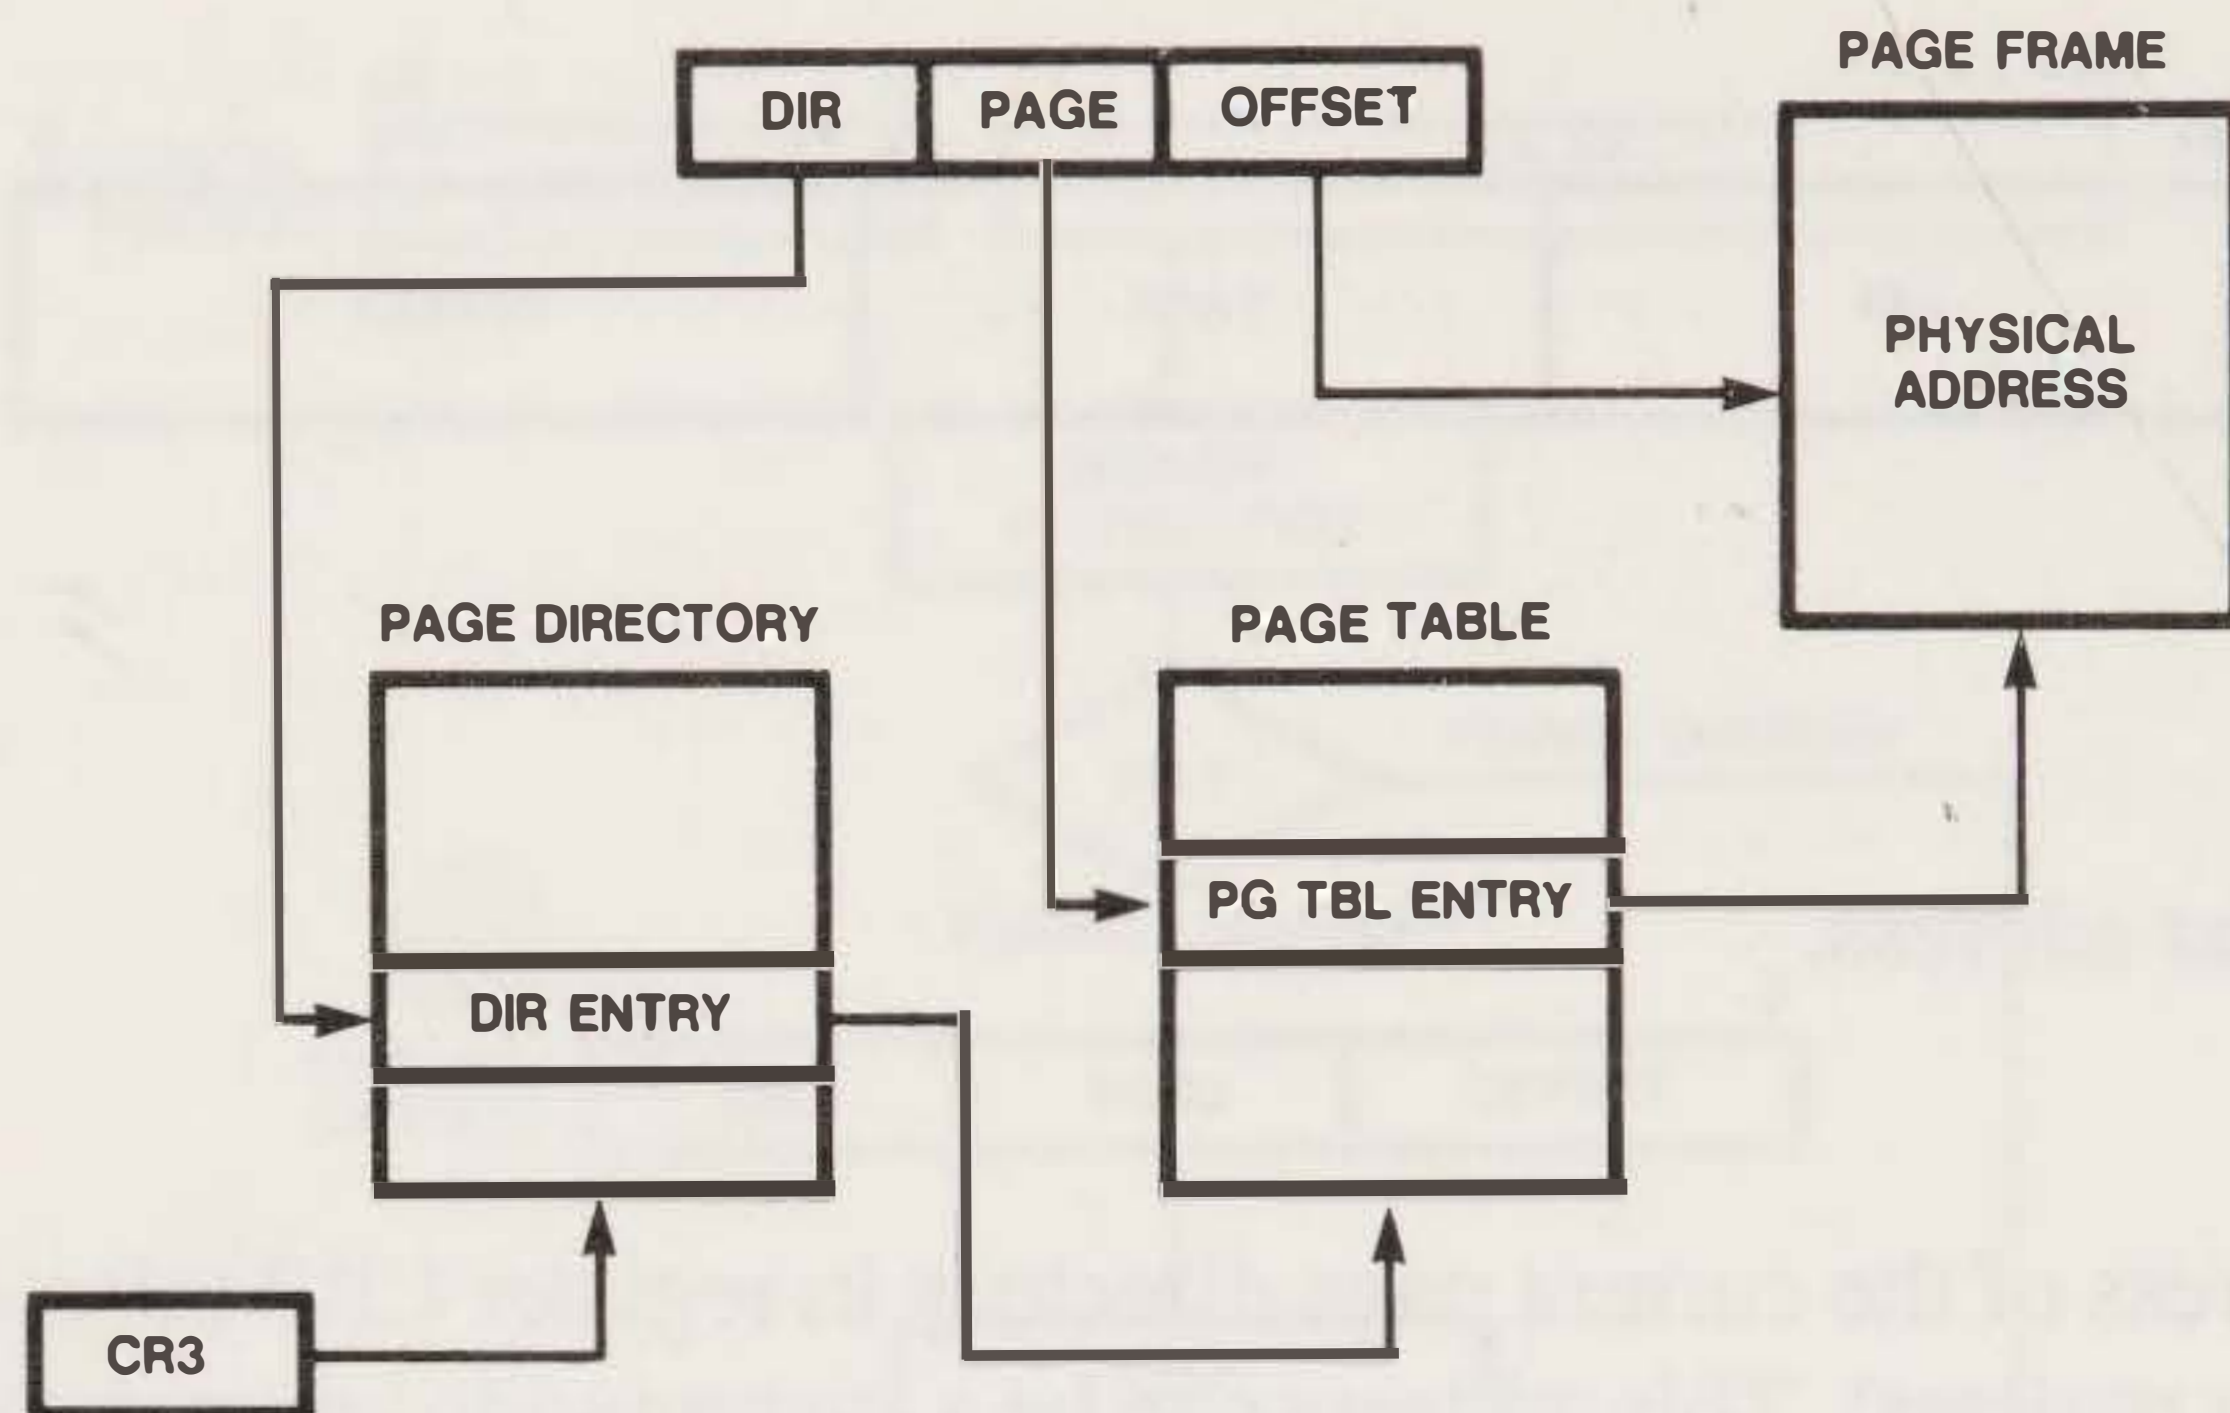 PAGE FRAME
DIR PAGE OFFSET
PHYSICAL
ADDRESS
PAGE DIRECTORY
PAGE TABLE
PG TBL ENTRY
DIR ENTRY
CR3